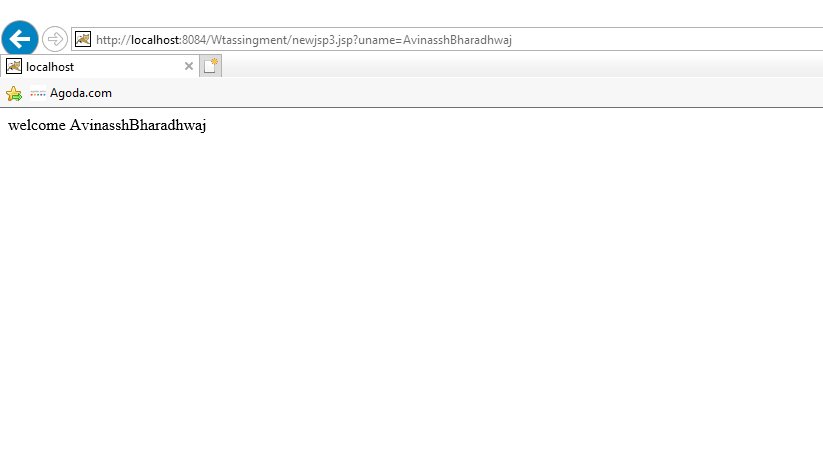 http://localhost:8084/Wtassingment/newjsp3.jsp?uname=AvinasshBharadhwaj
localhost
Agoda.com
welcome AvinasshBharadhwaj